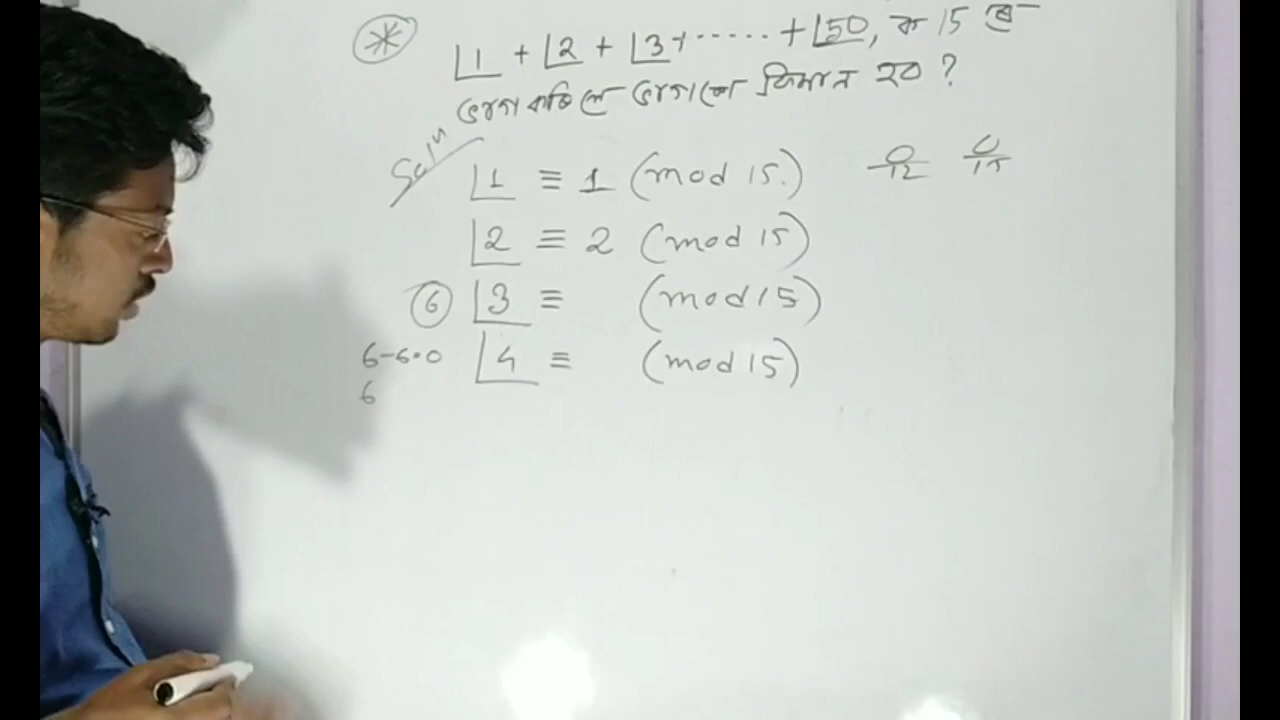 * ⌊1 + ⌊2 + ⌊3 + ...... + ⌊50, ক 15 ৰে
ভাগ কৰিলে ভাগশেষ কিমান হব ?
Soln
⌊1 ≡ 1 (mod 15)
⌊2 ≡ 2 (mod 15)
6 ⌊3 ≡ (mod 15)
6-6=0 ⌊4 ≡ (mod 15)
6